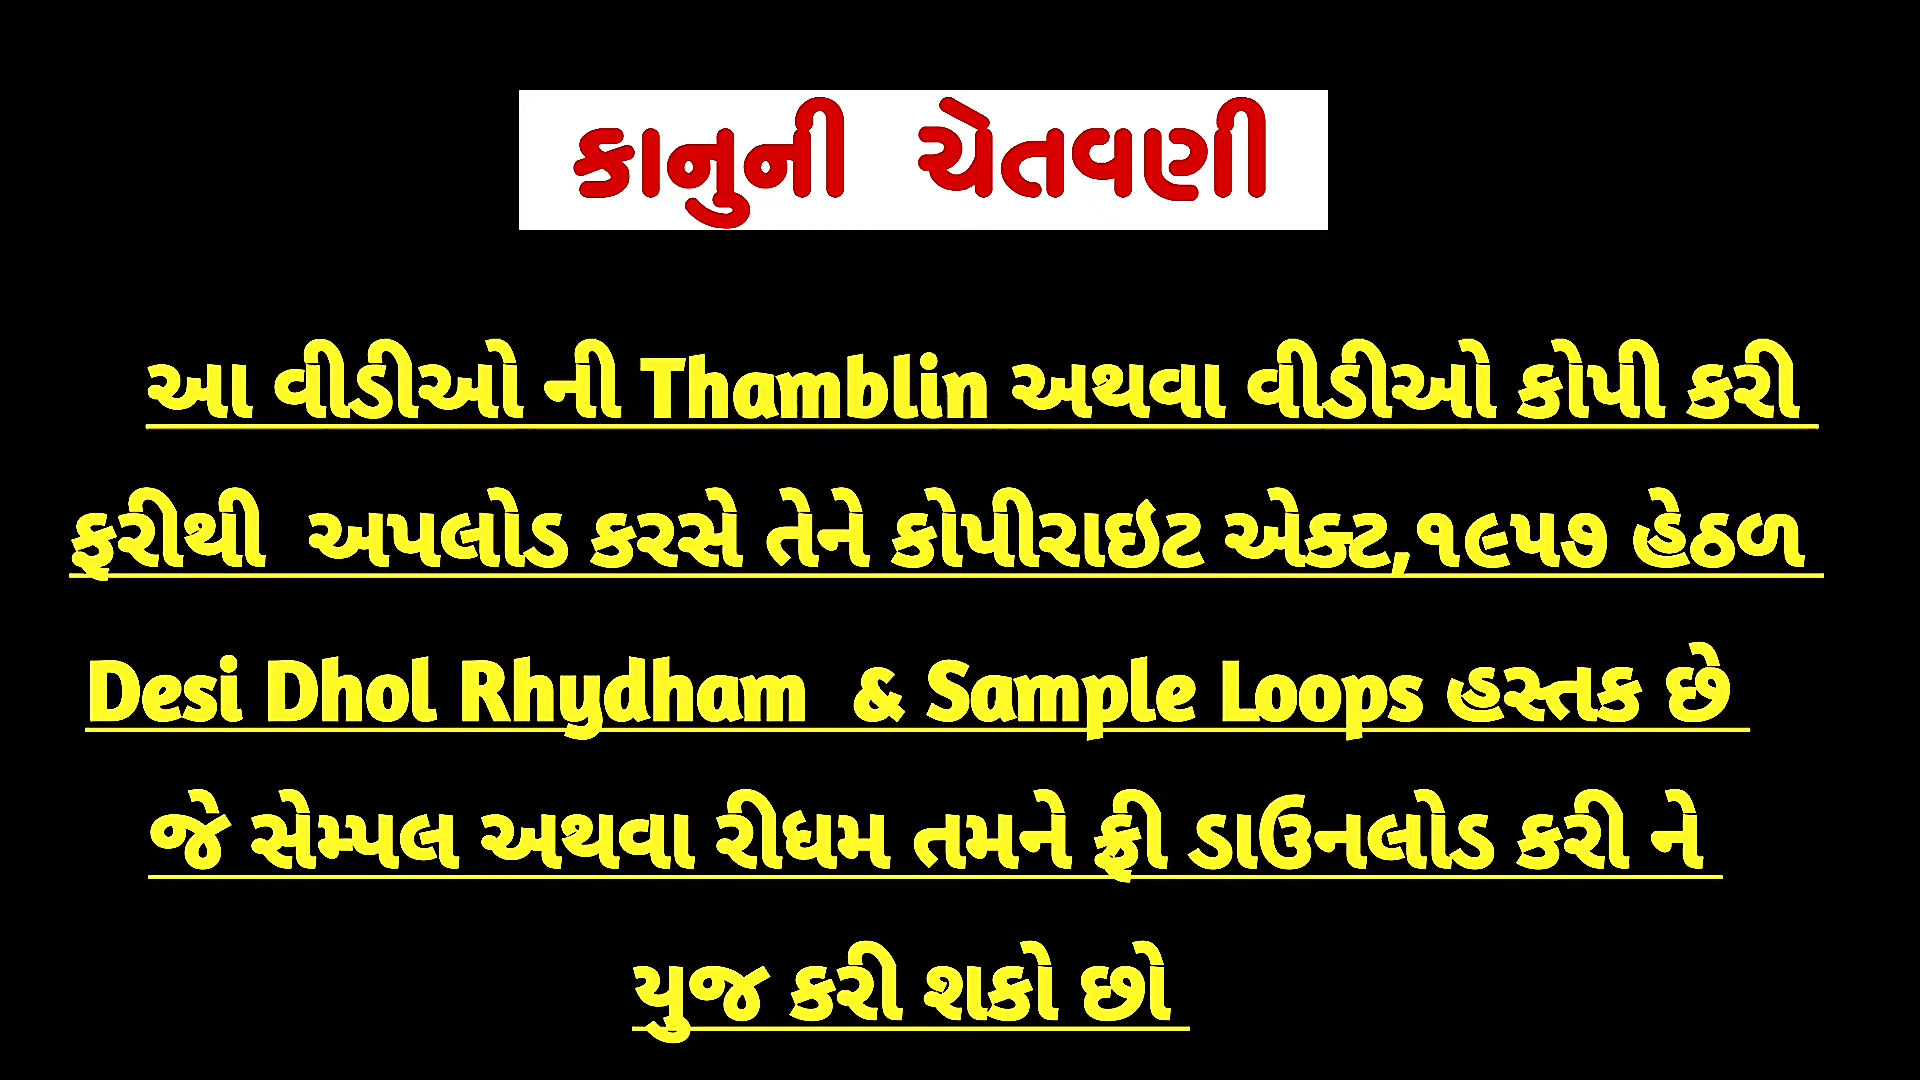 કાનુની ચેતવણી
આ વીડીઓ ની Thamblin અથવા વીડીઓ કોપી કરી
ફરીથી અપલોડ કરસે તેને કોપીરાઇટ એક્ટ,૧૯૫૭ હેઠળ
Desi Dhol Rhydham & Sample Loops હસ્તક છે
જે સેમ્પલ અથવા રીધમ તમને ફ્રી ડાઉનલોડ કરી ને
યુજ કરી શકો છો